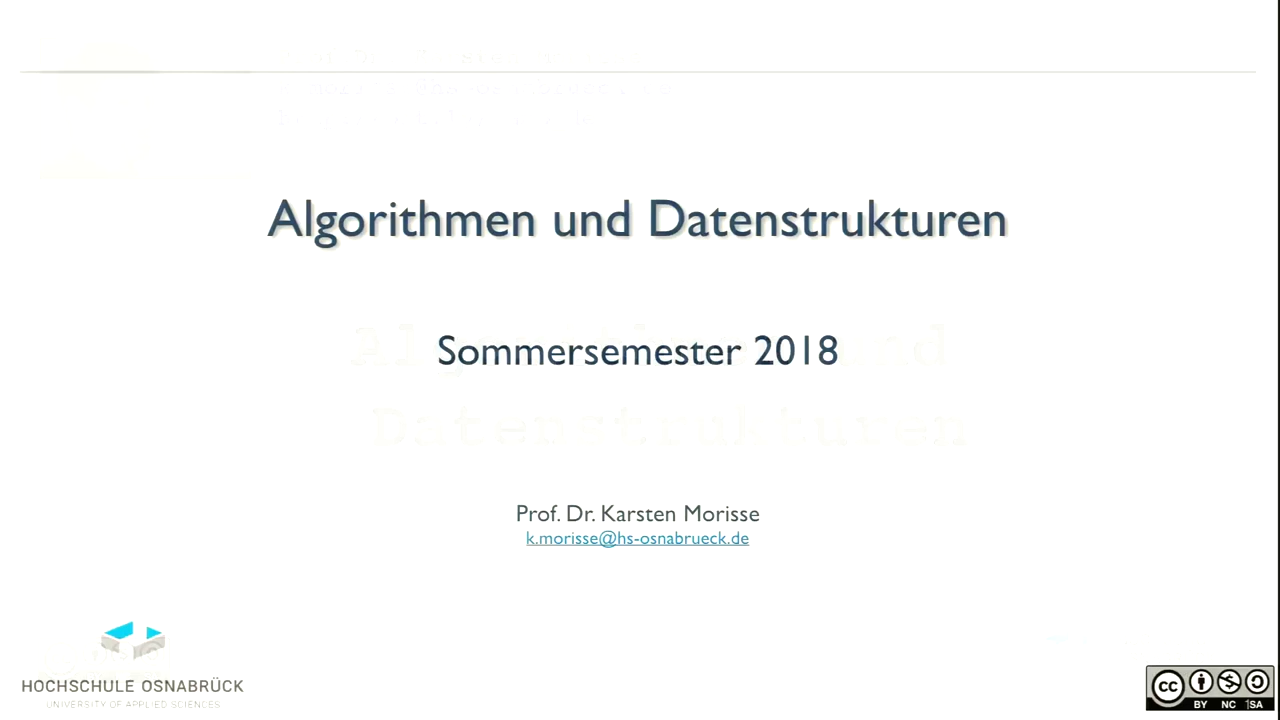 Algorithmen und Datenstrukturen
Sommersemester 2018
Prof. Dr. Karsten Morisse
k.morisse@hs-osnabrueck.de
HOCHSCHULE OSNABRÜCK
UNIVERSITY OF APPLIED SCIENCES
cc
BY NC SA